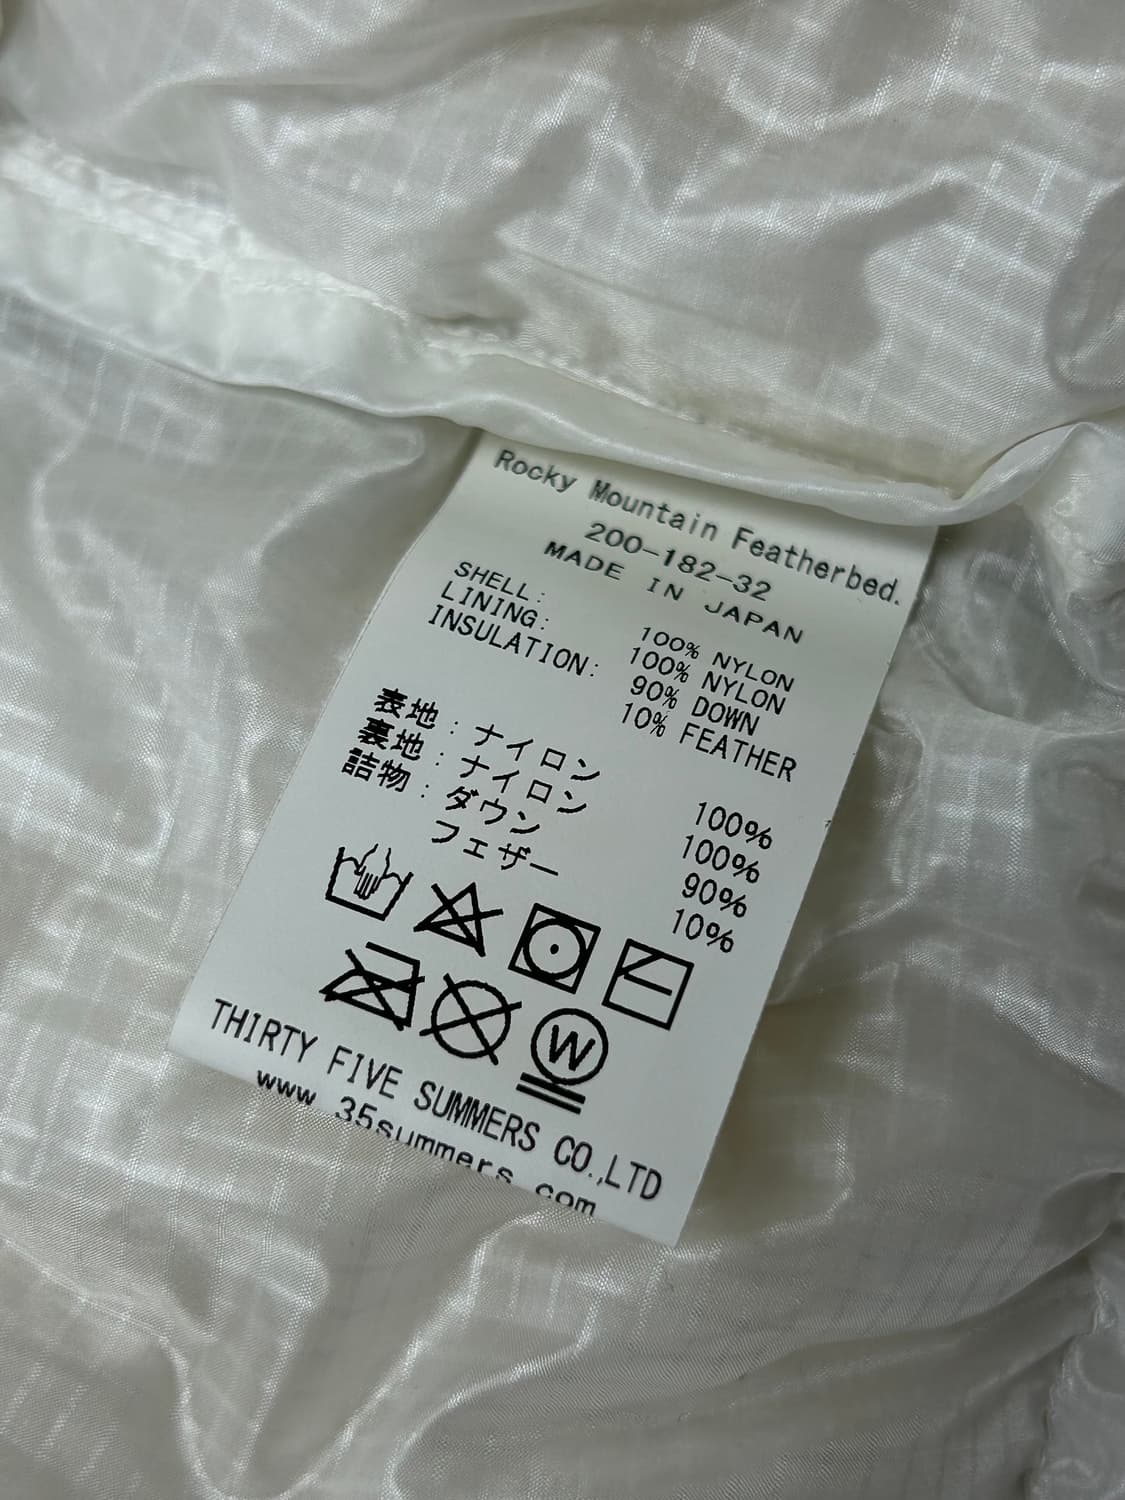 Rocky Mountain Featherbed.
200-182-32
MADE IN JAPAN
SHELL: 100% NYLON
LINING: 100% NYLON
INSULATION: 90% DOWN
10% FEATHER
表地:ナイロン 100%
裏地:ナイロン 100%
詰物:ダウン 90%
フェザー 10%
W
THIRTY FIVE SUMMERS CO.,LTD
www.35summers.com